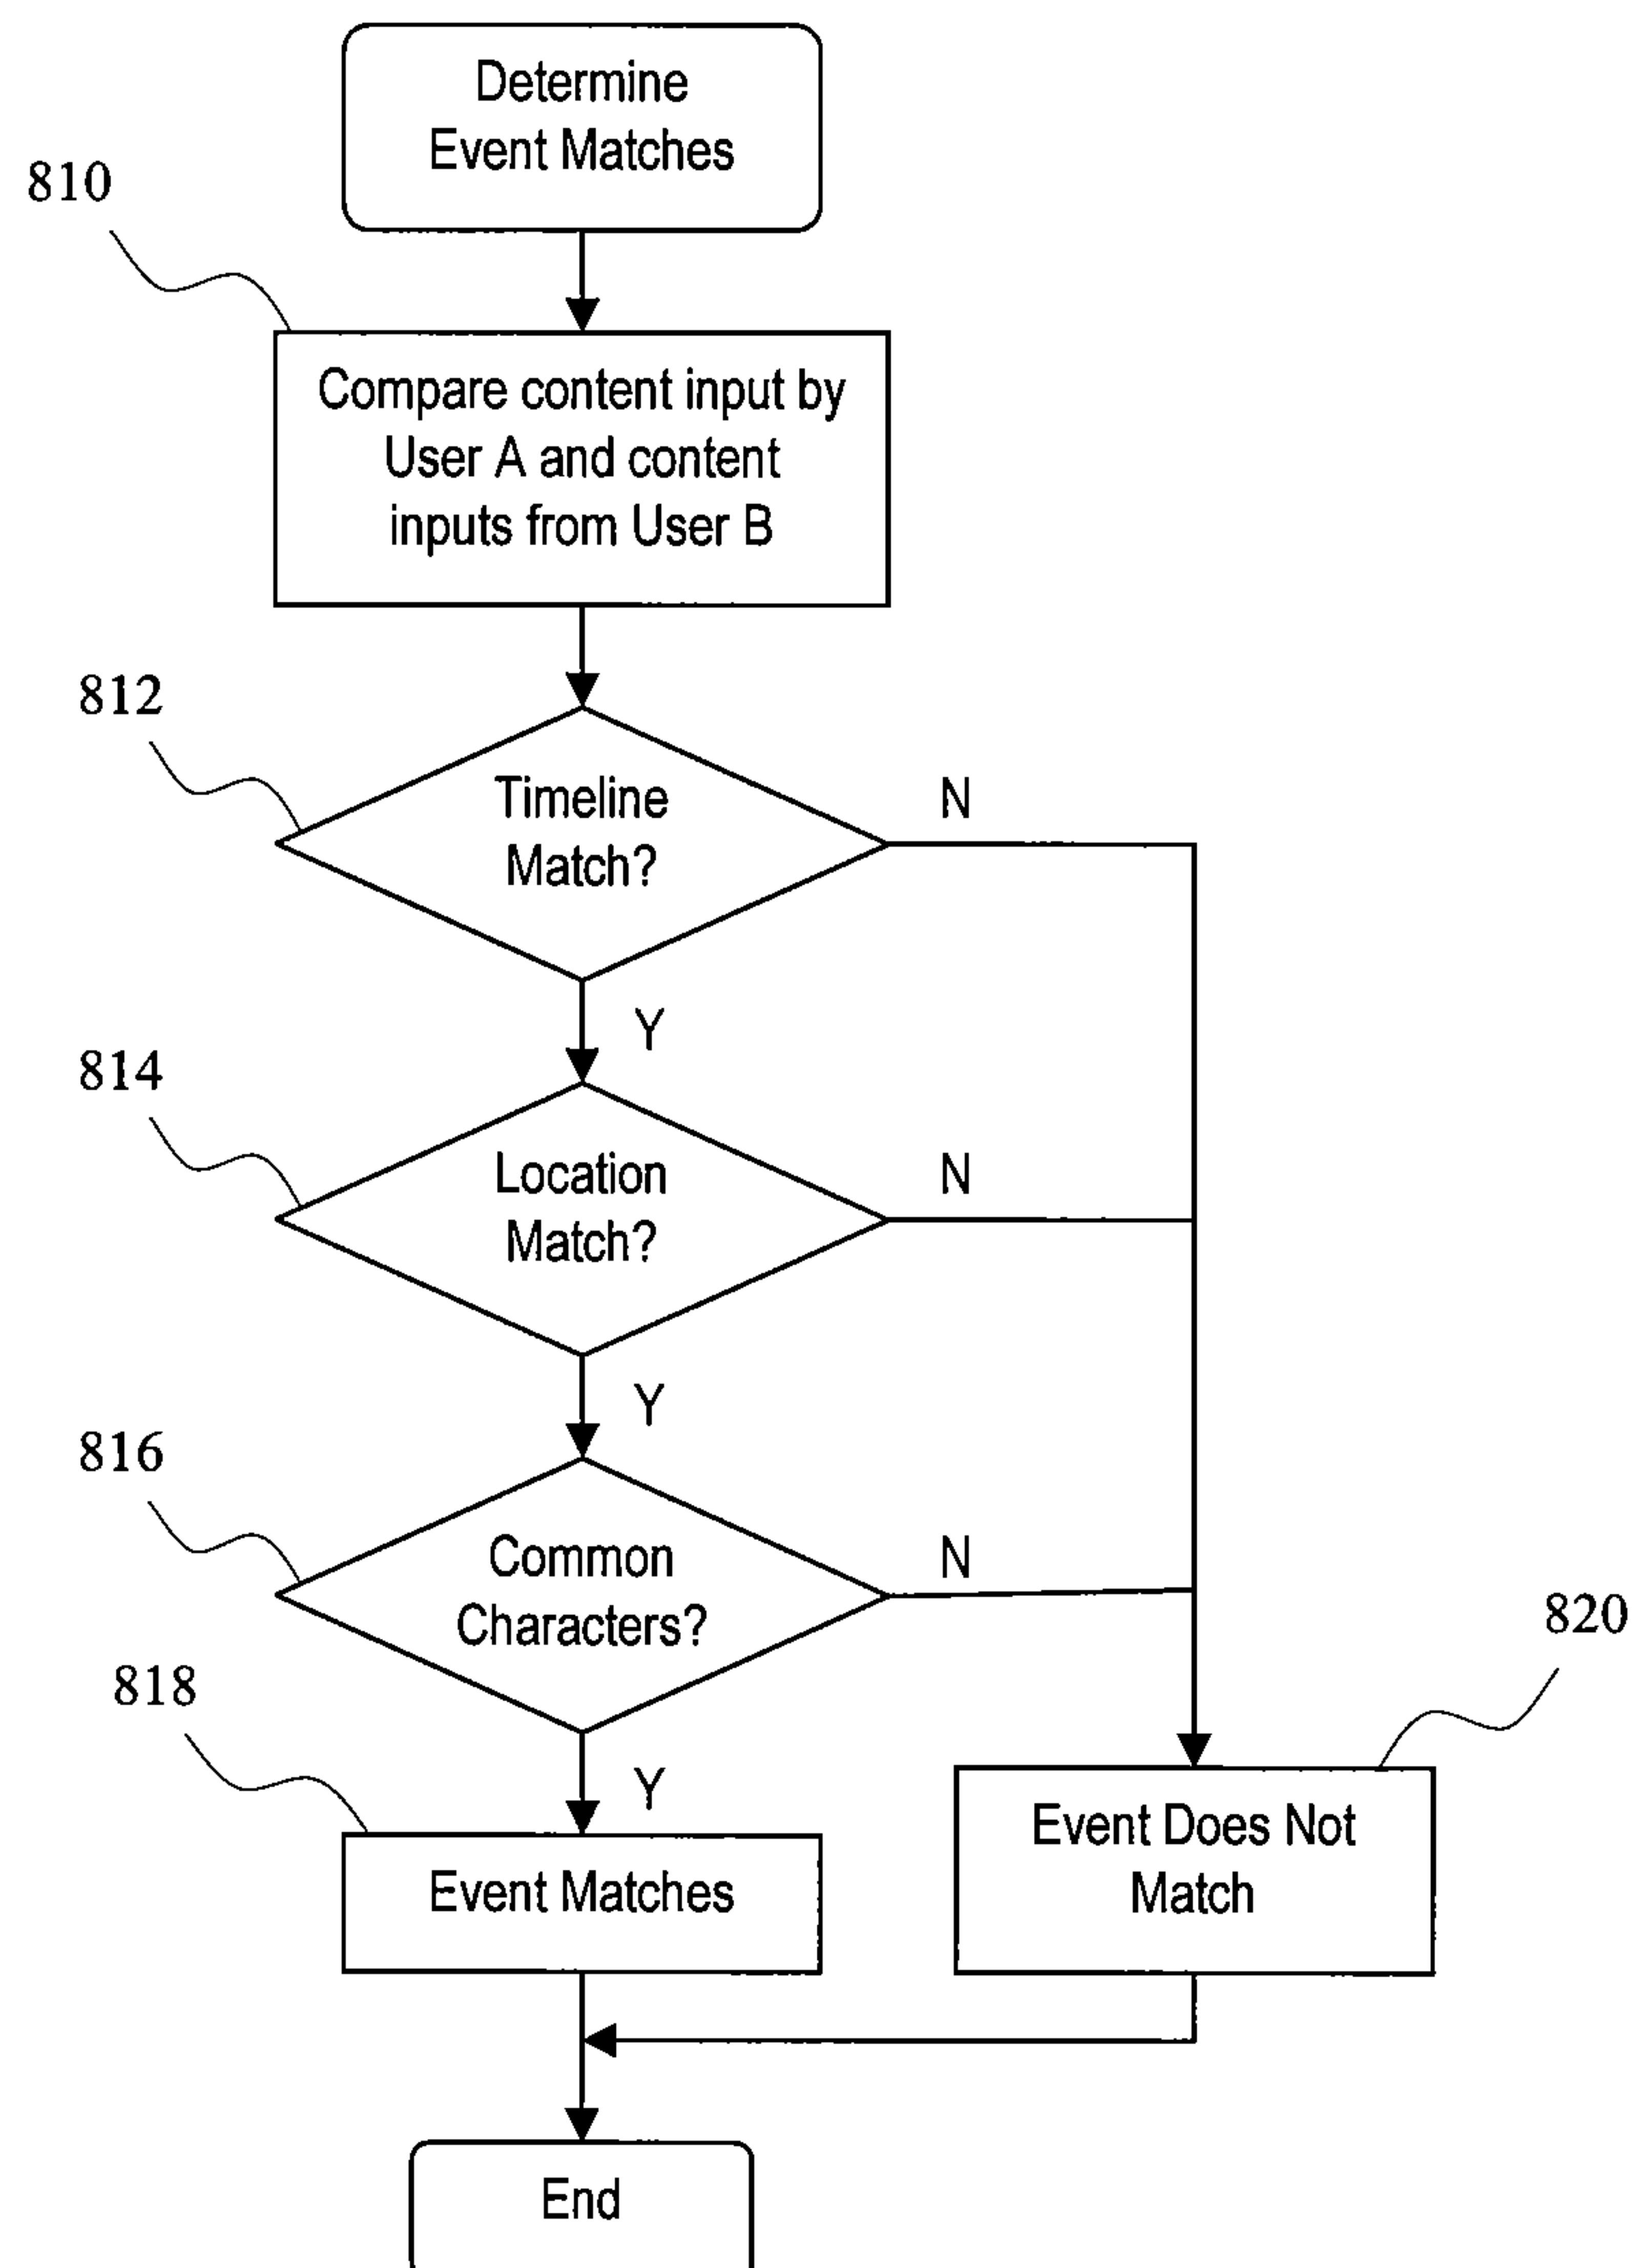 Determine
Event Matches
810
Compare content input by
User A and content
inputs from User B
812
Timeline
Match?
N
Y
814
Location
Match?
N
Y
816
Common
Characters?
N
820
818
Y
Event Does Not
Match
Event Matches
End